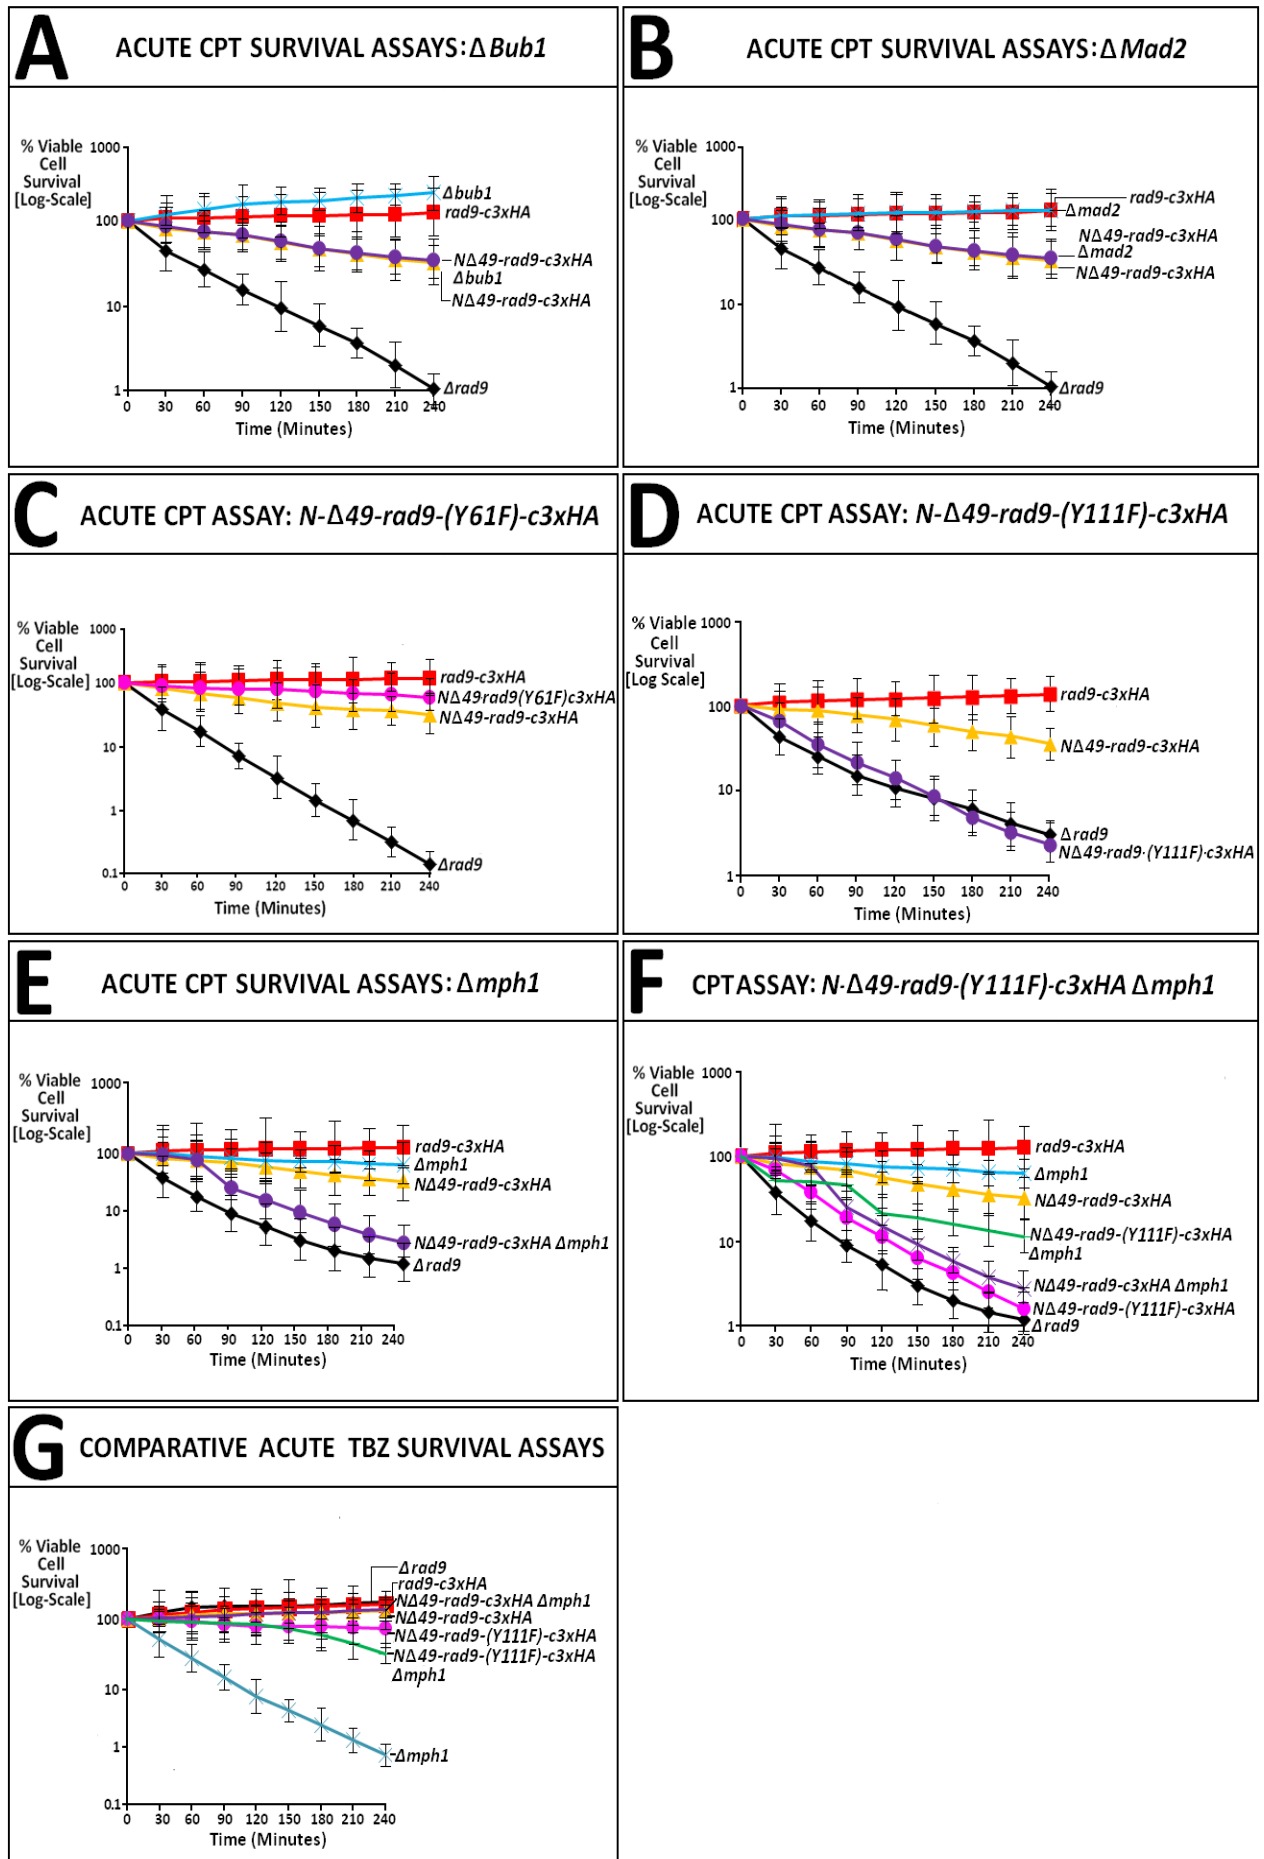 A ACUTE CPT SURVIVAL ASSAYS: Δ Bub1
% Viable
Cell
Survival
[Log-Scale]
1000
100
10
1
0 30 60 90 120 150 180 210 240
Time (Minutes)
Δbub1
rad9-c3xHA
NΔ49-rad9-c3xHA
Δbub1
NΔ49-rad9-c3xHA
Δrad9
B ACUTE CPT SURVIVAL ASSAYS: Δ Mad2
% Viable
Cell
Survival
[Log-Scale]
1000
100
10
1
0 30 60 90 120 150 180 210 240
Time (Minutes)
rad9-c3xHA
Δmad2
NΔ49-rad9-c3xHA
Δmad2
NΔ49-rad9-c3xHA
Δrad9
C ACUTE CPT ASSAY: N-Δ49-rad9-(Y61F)-c3xHA
% Viable
Cell
Survival
[Log-Scale]
1000
100
10
1
0.1
0 30 60 90 120 150 180 210 240
Time (Minutes)
rad9-c3xHA
NΔ49rad9(Y61F)c3xHA
NΔ49-rad9-c3xHA
Δrad9
D ACUTE CPT ASSAY: N-Δ49-rad9-(Y111F)-c3xHA
% Viable
Cell
Survival
[Log Scale]
1000
100
10
1
0 30 60 90 120 150 180 210 240
Time (Minutes)
rad9-c3xHA
NΔ49-rad9-c3xHA
Δrad9
NΔ49-rad9-(Y111F)-c3xHA
E ACUTE CPT SURVIVAL ASSAYS: Δmph1
% Viable
Cell
Survival
[Log-Scale]
1000
100
10
1
0.1
0 30 60 90 120 150 180 210 240
Time (Minutes)
rad9-c3xHA
Δmph1
NΔ49-rad9-c3xHA
NΔ49-rad9-c3xHA Δmph1
Δrad9
F CPT ASSAY: N-Δ49-rad9-(Y111F)-c3xHA Δmph1
% Viable
Cell
Survival
[Log-Scale]
1000
100
10
1
0 30 60 90 120 150 180 210 240
Time (Minutes)
rad9-c3xHA
Δmph1
NΔ49-rad9-c3xHA
NΔ49-rad9-(Y111F)-c3xHA
Δmph1
NΔ49-rad9-c3xHA Δmph1
NΔ49-rad9-(Y111F)-c3xHA
Δrad9
G COMPARATIVE ACUTE TBZ SURVIVAL ASSAYS
% Viable
Cell
Survival
[Log-Scale]
1000
100
10
1
0.1
0 30 60 90 120 150 180 210 240
Time (Minutes)
Δrad9
rad9-c3xHA
NΔ49-rad9-c3xHA Δmph1
NΔ49-rad9-c3xHA
NΔ49-rad9-(Y111F)-c3xHA
NΔ49-rad9-(Y111F)-c3xHA
Δmph1
Δmph1